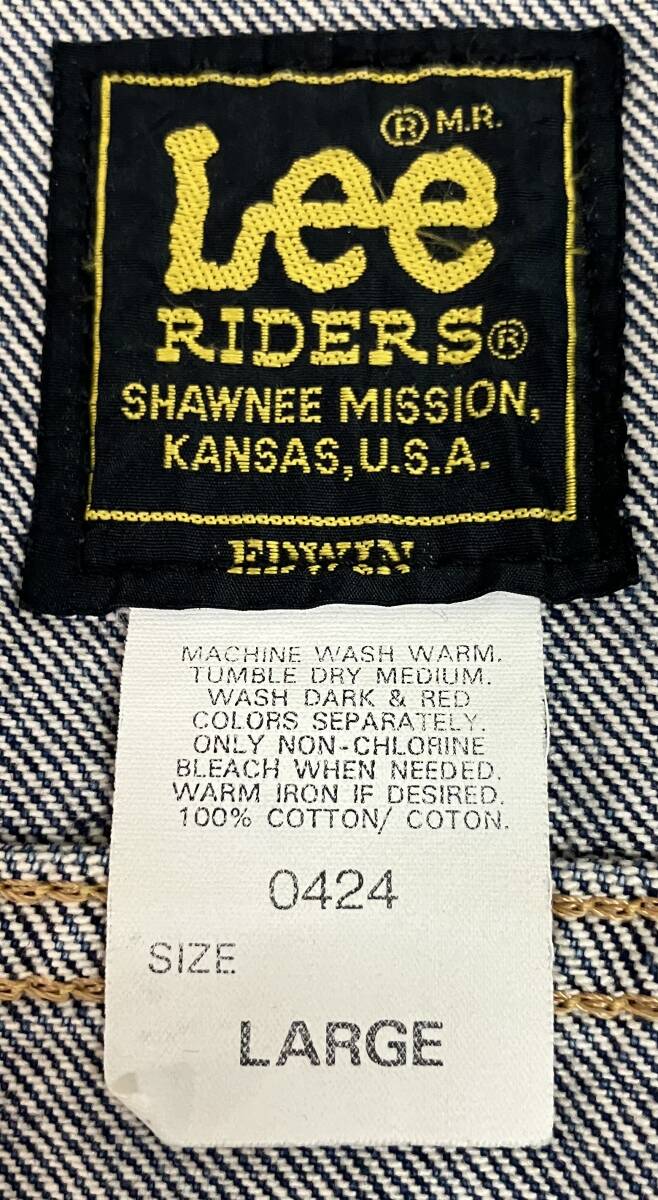 ® M.R.
Lee
RIDERS®
SHAWNEE MISSION,
KANSAS, U.S.A.
EDWIN
MACHINE WASH WARM.
TUMBLE DRY MEDIUM.
WASH DARK & RED
COLORS SEPARATELY.
ONLY NON-CHLORINE
BLEACH WHEN NEEDED.
WARM IRON IF DESIRED.
100% COTTON/ COTON.
0424
SIZE
LARGE